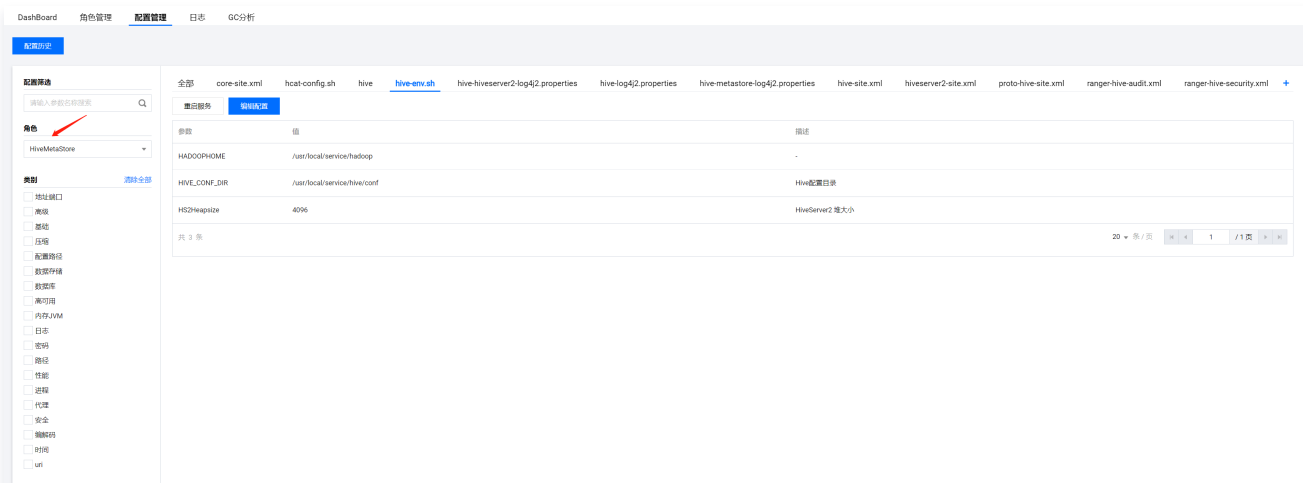 DashBoard 角色管理 配置管理 日志 GC分析
配置历史
配置筛选
请输入参数名称搜索
角色
HiveMetaStore
类别 清除全部
地址端口
高级
基础
压缩
配置路径
数据存储
数据库
高可用
内存JVM
日志
密码
路径
性能
进程
代理
安全
编解码
时间
uri
全部 core-site.xml hcat-config.sh hive hive-env.sh hive-hiveserver2-log4j2.properties hive-log4j2.properties hive-metastore-log4j2.properties hive-site.xml hiveserver2-site.xml proto-hive-site.xml ranger-hive-audit.xml ranger-hive-security.xml +
重启服务 编辑配置
参数 值 描述
HADOOPHOME /usr/local/service/hadoop -
HIVE_CONF_DIR /usr/local/service/hive/conf Hive配置目录
HS2Heapsize 4096 HiveServer2 堆大小
共 3 条 20 条 / 页 1 / 1 页